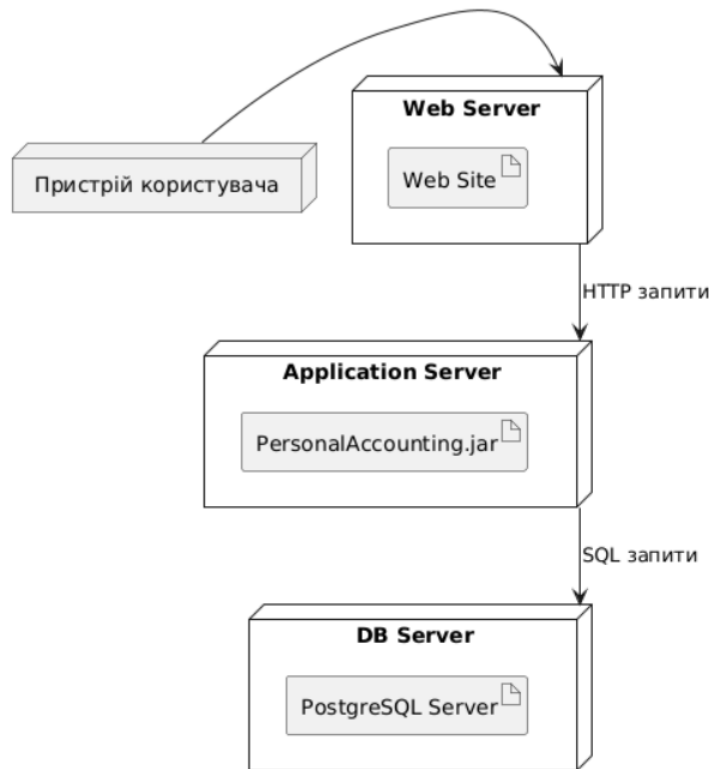 Web Server
Web Site
Пристрій користувача
HTTP запити
Application Server
PersonalAccounting.jar
SQL запити
DB Server
PostgreSQL Server